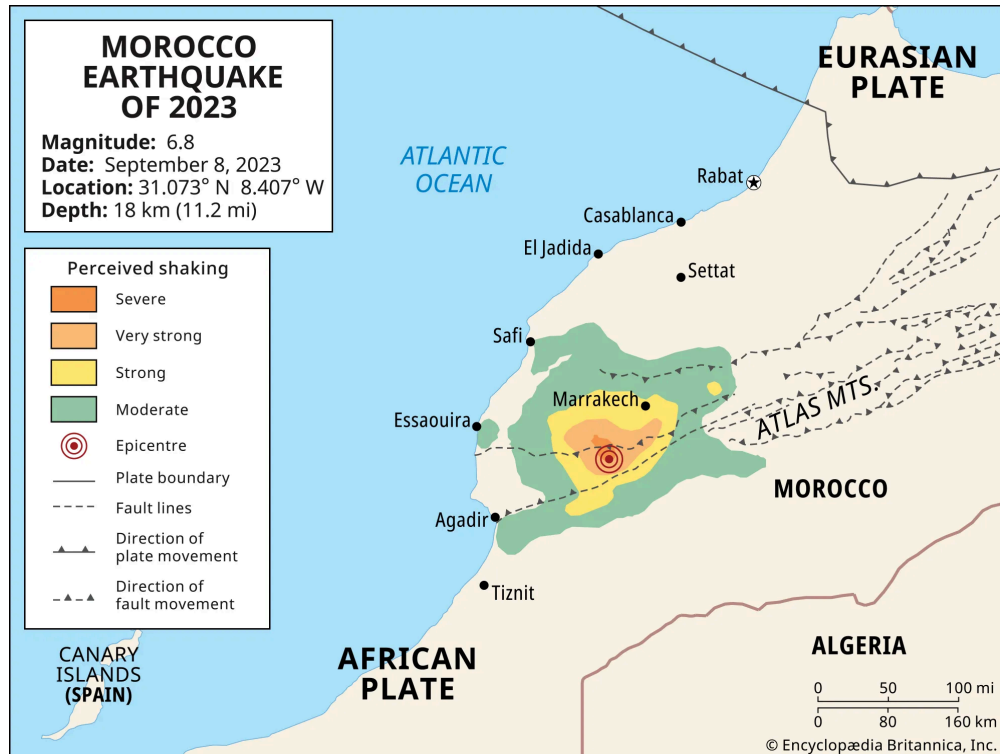 MOROCCO
EARTHQUAKE
OF 2023
Magnitude: 6.8
Date: September 8, 2023
Location: 31.073° N 8.407° W
Depth: 18 km (11.2 mi)
Perceived shaking
Severe
Very strong
Strong
Moderate
Epicentre
Plate boundary
Fault lines
Direction of
plate movement
Direction of
fault movement
EURASIAN
PLATE
ATLANTIC
OCEAN
Rabat
Casablanca
El Jadida
Settat
Safi
Marrakech
Essaouira
ATLAS MTS.
MOROCCO
Agadir
Tiznit
CANARY
ISLANDS
(SPAIN)
AFRICAN
PLATE
ALGERIA
0 50 100 mi
0 80 160 km
© Encyclopædia Britannica, Inc.